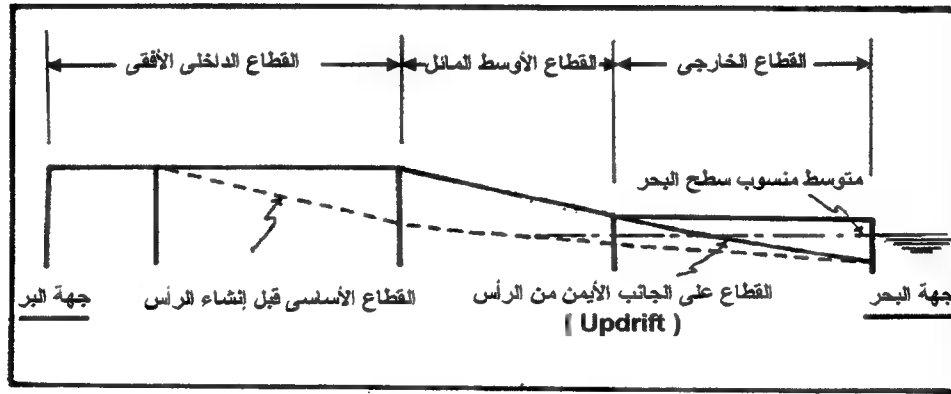 القطاع الخارجى
القطاع الأوسط المائل
القطاع الداخلى الأفقى
متوسط منسوب سطح البحر
جهة البحر
القطاع على الجانب الأيمن من الرأس
( Updrift )
القطاع الأساسى قبل إنشاء الرأس
جهة البر